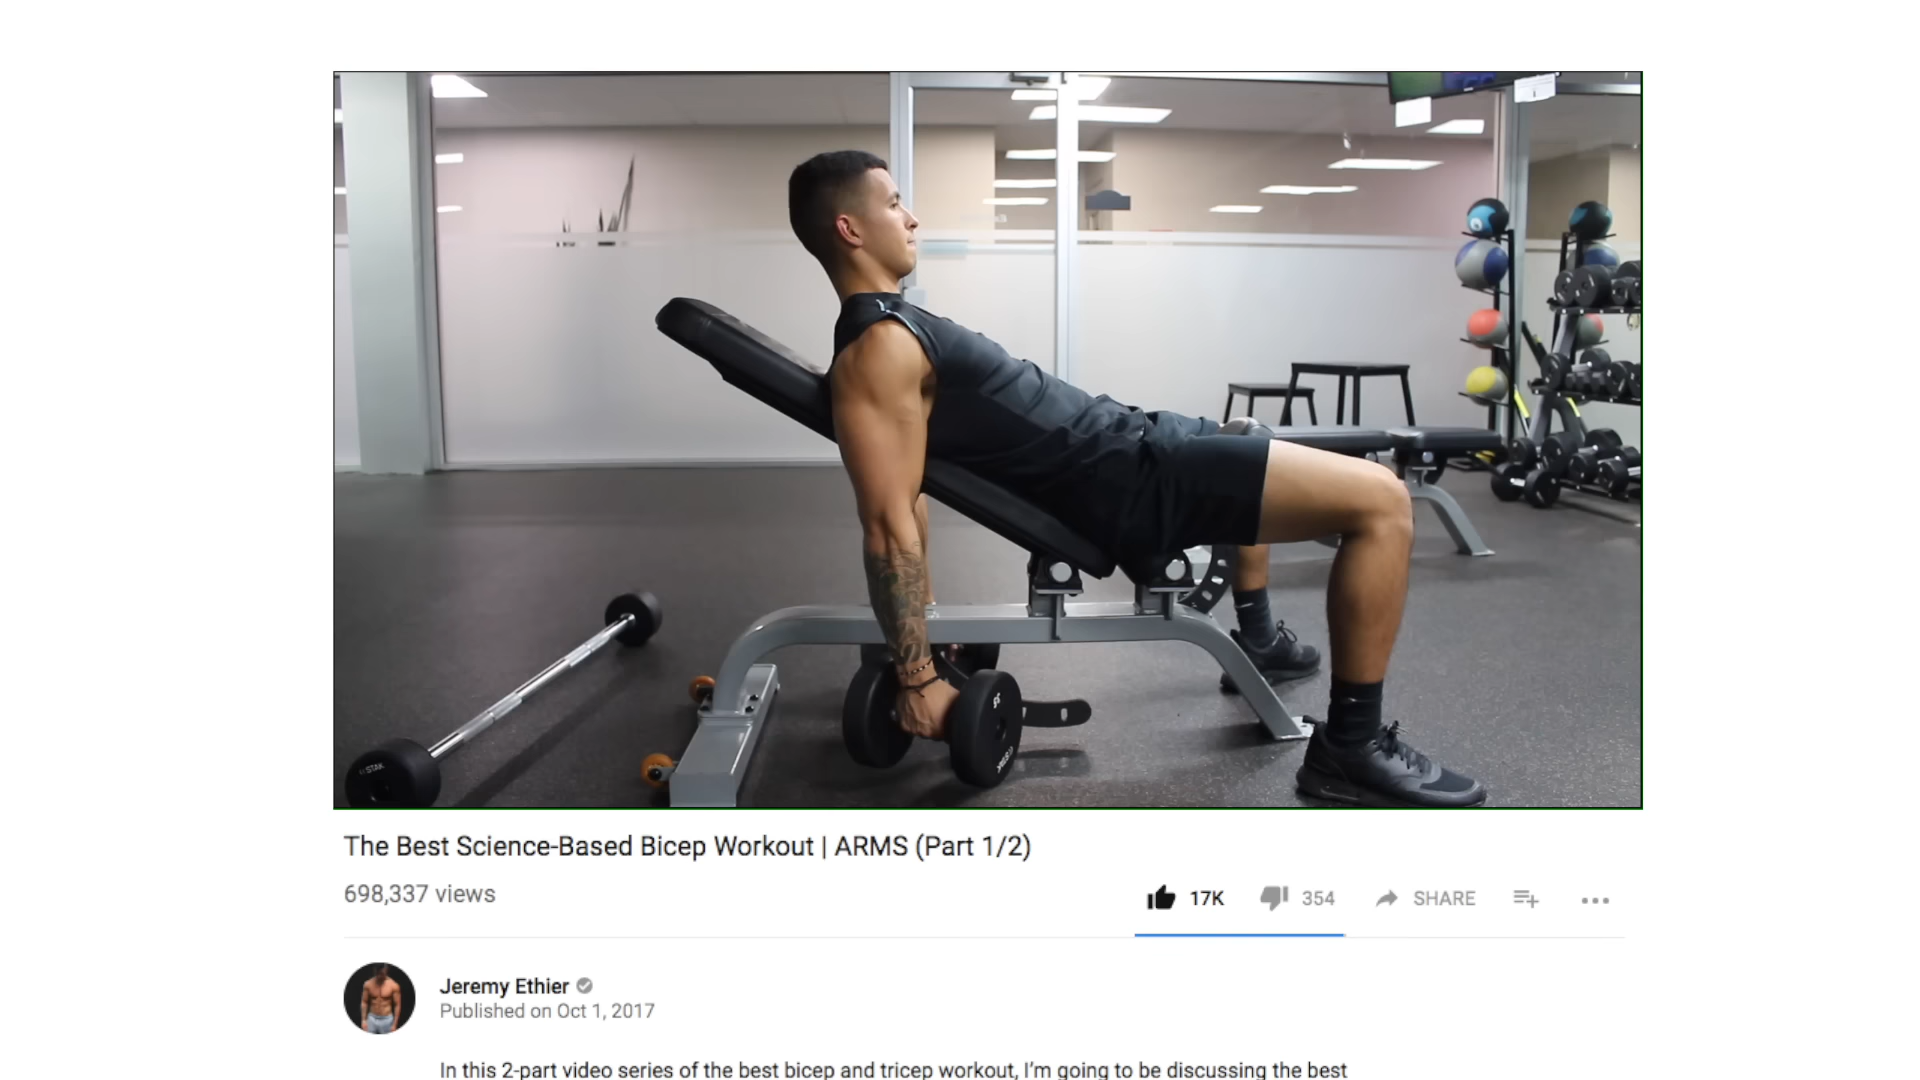 STAK
35
The Best Science-Based Bicep Workout | ARMS (Part 1/2)
698,337 views
17K
354
SHARE
Jeremy Ethier
Published on Oct 1, 2017
In this 2-part video series of the best bicep and tricep workout, I'm going to be discussing the best